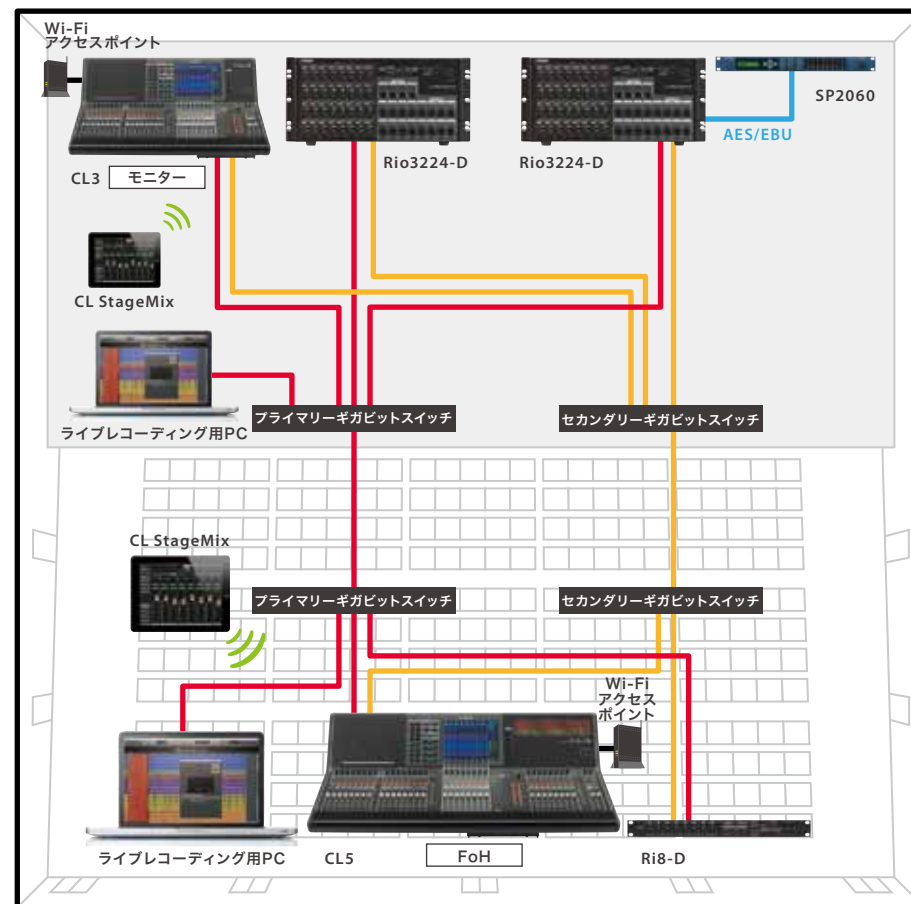 Wi-Fi
アクセスポイント
SP2060
AES/EBU
Rio3224-D
Rio3224-D
CL3
モニター
CL StageMix
プライマリーギガビットスイッチ
セカンダリーギガビットスイッチ
ライブレコーディング用PC
CL StageMix
プライマリーギガビットスイッチ
セカンダリーギガビットスイッチ
Wi-Fi
アクセス
ポイント
ライブレコーディング用PC
CL5
FoH
Ri8-D